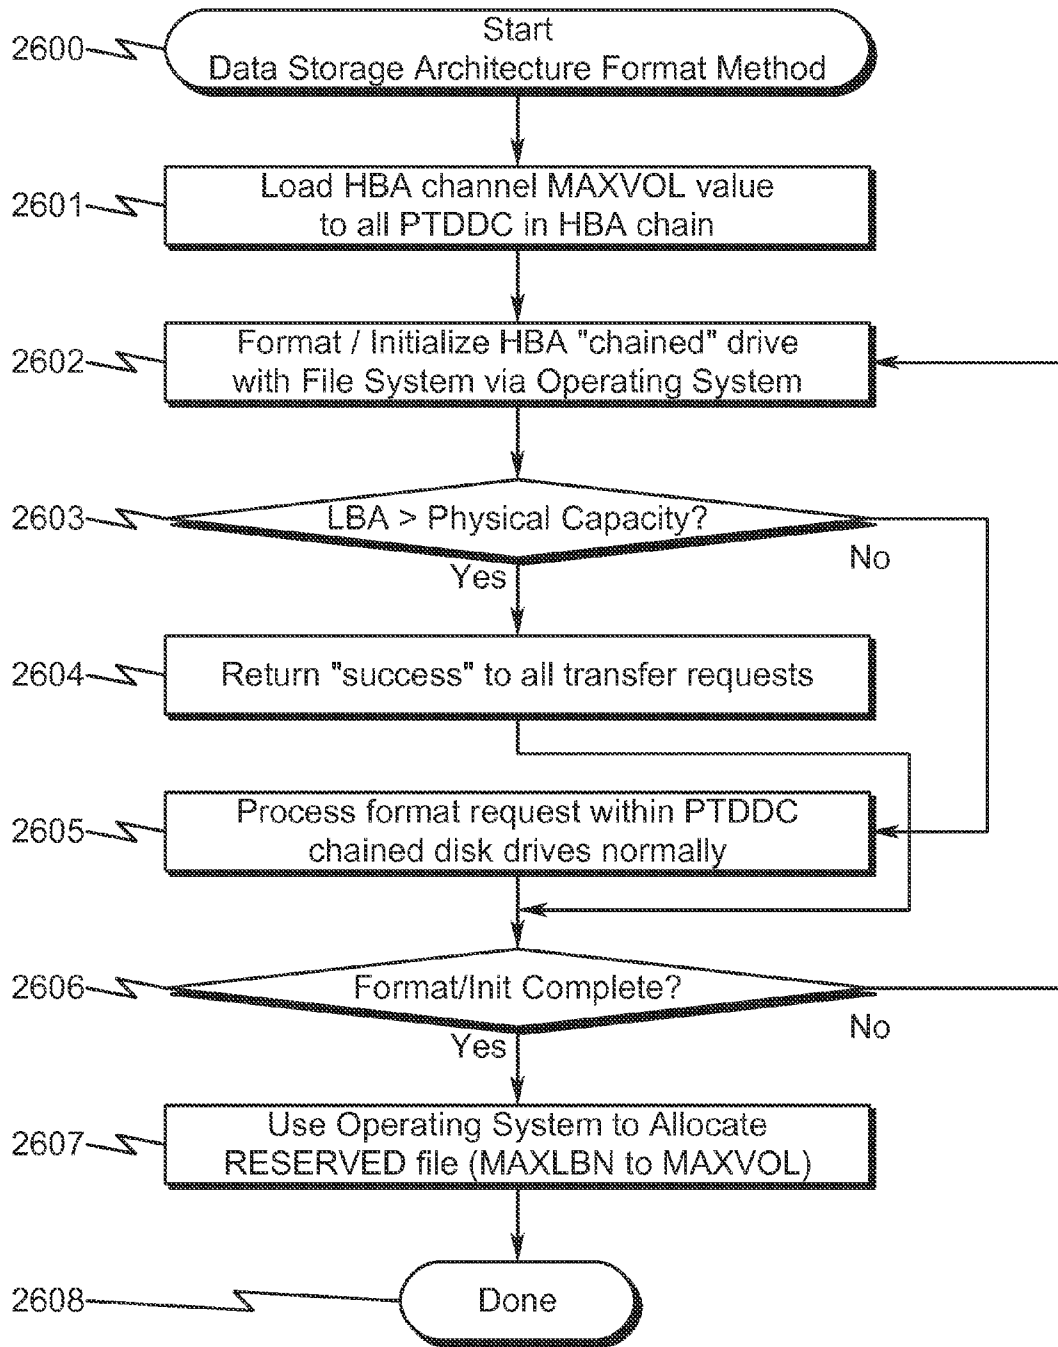 Start
2600
Data Storage Architecture Format Method
Load HBA channel MAXVOL value
2601
to all PTDDC in HBA chain
Format / Initialize HBA "chained" drive
2602
with File System via Operating System
2603
LBA > Physical Capacity?
Yes
No
2604
Return "success" to all transfer requests
Process format request within PTDDC
2605
chained disk drives normally
2606
Format/Init Complete?
Yes
No
Use Operating System to Allocate
2607
RESERVED file (MAXLBN to MAXVOL)
2608
Done